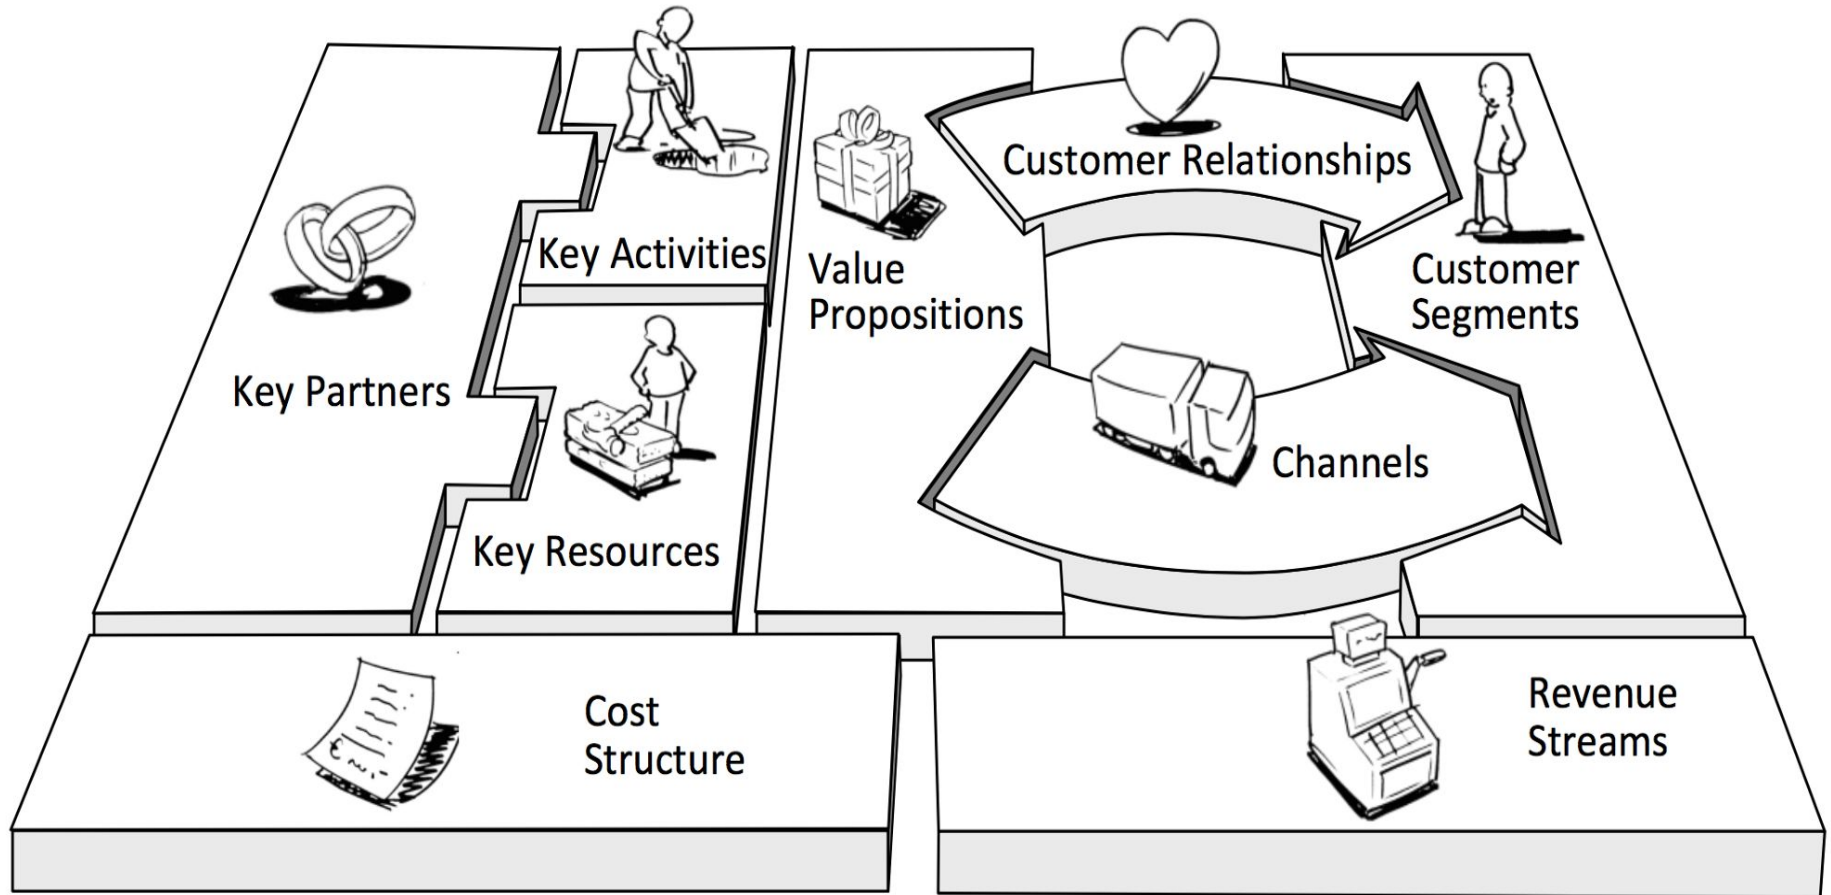 Key Partners
Key Activities
Key Resources
Value
Propositions
Customer Relationships
Channels
Customer
Segments
Cost
Structure
Revenue
Streams